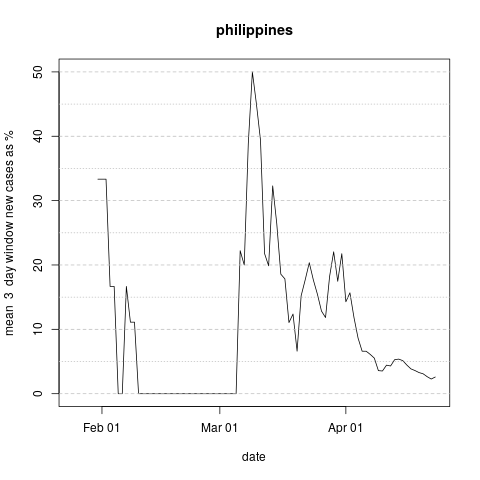 philippines
mean  3  day window new cases as %
50
40
30
20
10
0
Feb 01
Mar 01
Apr 01
date